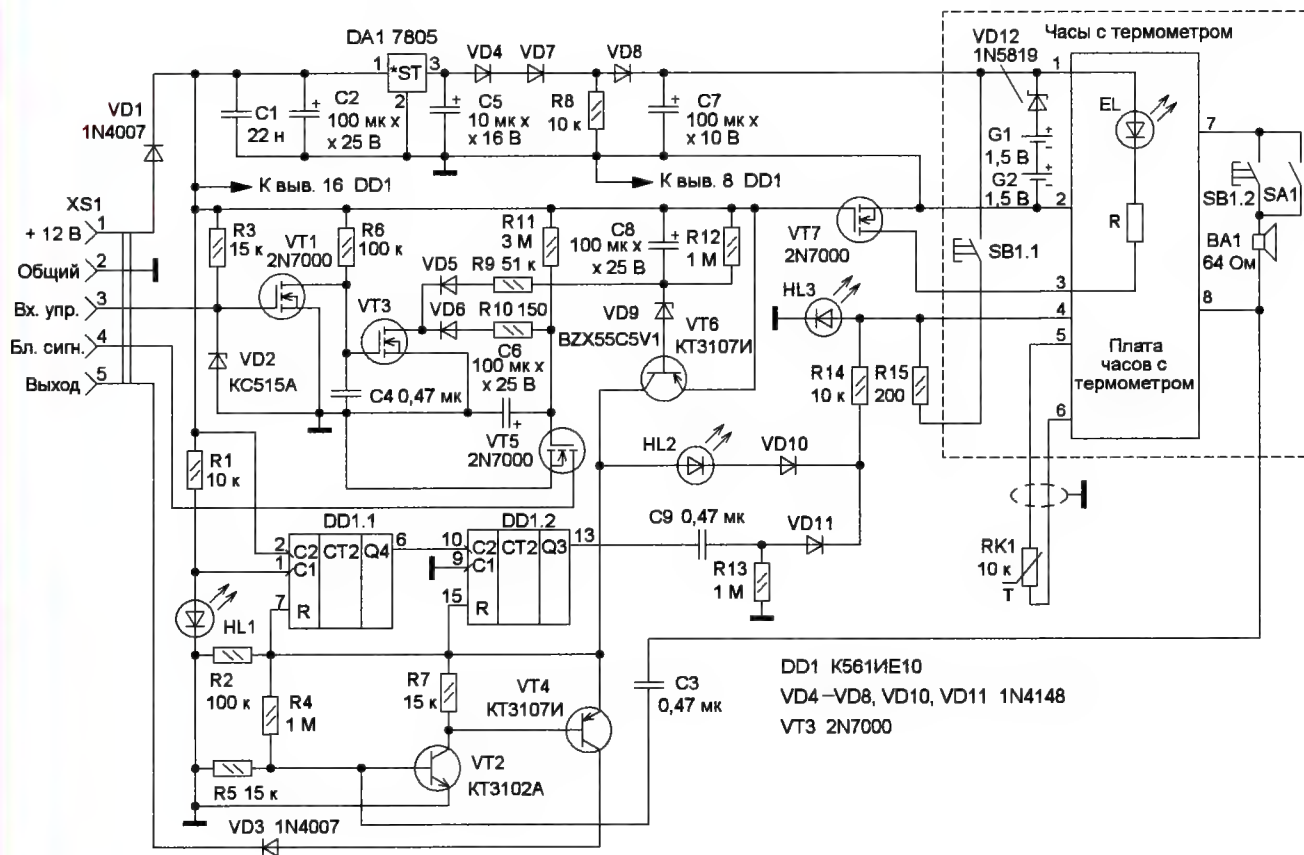 DA1 7805
VD4
VD7
VD8
VD12
1N5819
Часы с термометром
1
*ST
3
2
VD1
1N4007
C1
22 н
C2
100 мк х
х 25 В
C5
10 мк х
х 16 В
R8
10 к
C7
100 мк х
х 10 В
1
EL
7
G1
1,5 В
G2
1,5 В
SB1.2
SA1
К выв. 16 DD1
К выв. 8 DD1
XS1
1
+ 12 В
2
Общий
3
Вх. упр.
4
Бл. сигн.
5
Выход
R3
15 к
VT1
2N7000
R6
100 к
R11
3 М
C8
100 мк х
х 25 В
R12
1 М
VT7
2N7000
2
R
SB1.1
BA1
64 Ом
VD5
R9 51 к
VD6
R10 150
VT3
VD9
BZX55C5V1
VT6
КТ3107И
HL3
3
4
5
6
8
VD2
КС515А
C6
100 мк х
х 25 В
C4 0,47 мк
VT5
2N7000
R14
10 к
R15
200
Плата
часов с
термометром
R1
10 к
HL2
VD10
DD1.1
DD1.2
2
C2
1
C1
CT2
Q4
6
7
R
10
C2
9
C1
CT2
Q3
13
15
R
C9 0,47 мк
VD11
R13
1 М
RK1
10 к
T
HL1
R2
100 к
R4
1 М
R7
15 к
VT4
КТ3107И
C3
0,47 мк
R5 15 к
VT2
КТ3102А
VD3 1N4007
DD1 К561ИЕ10
VD4–VD8, VD10, VD11 1N4148
VT3 2N7000